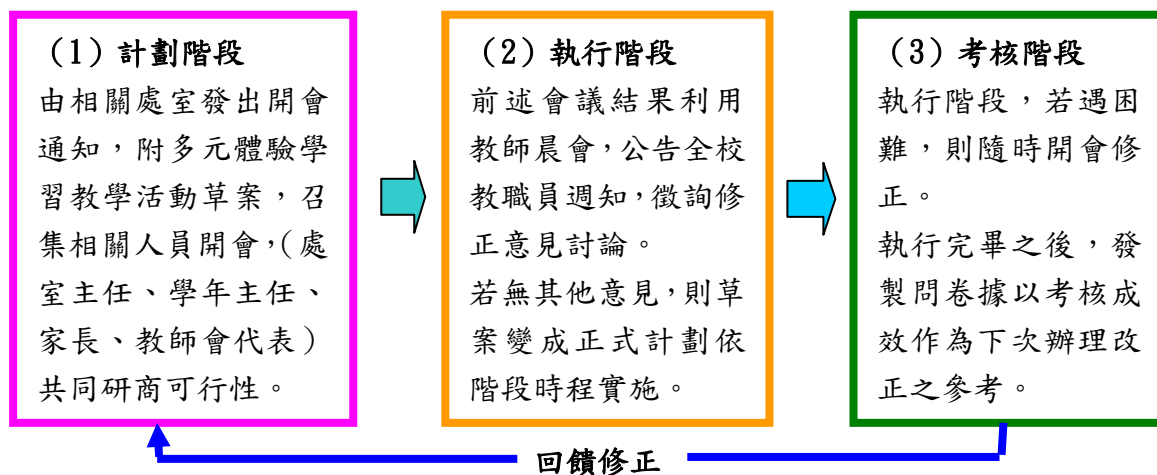 (1)計劃階段
由相關處室發出開會
通知，附多元體驗學
習教學活動草案，召
集相關人員開會，(處
室主任、學年主任、
家長、教師會代表)
共同研商可行性。
(2)執行階段
前述會議結果利用
教師晨會，公告全校
教職員週知，徵詢修
正意見討論。
若無其他意見，則草
案變成正式計劃依
階段時程實施。
(3)考核階段
執行階段，若遇困
難，則隨時開會修
正。
執行完畢之後，發
製問卷據以考核成
效作為下次辦理改
正之參考。
回饋修正